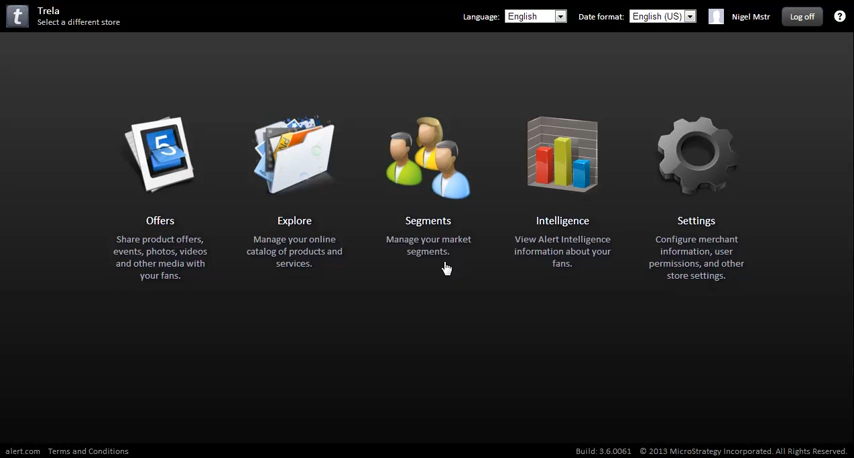 Trela
Select a different store
Language: English
Date format: English (US)
Nigel Mstr
Log off
?
t
5
Offers
Share product offers,
events, photos, videos
and other media with
your fans.
Explore
Manage your online
catalog of products and
services.
Segments
Manage your market
segments.
Intelligence
View Alert Intelligence
information about your
fans.
Settings
Configure merchant
information, user
permissions, and other
store settings.
alert.com Terms and Conditions
Build: 3.6.0061 © 2013 MicroStrategy Incorporated. All Rights Reserved.